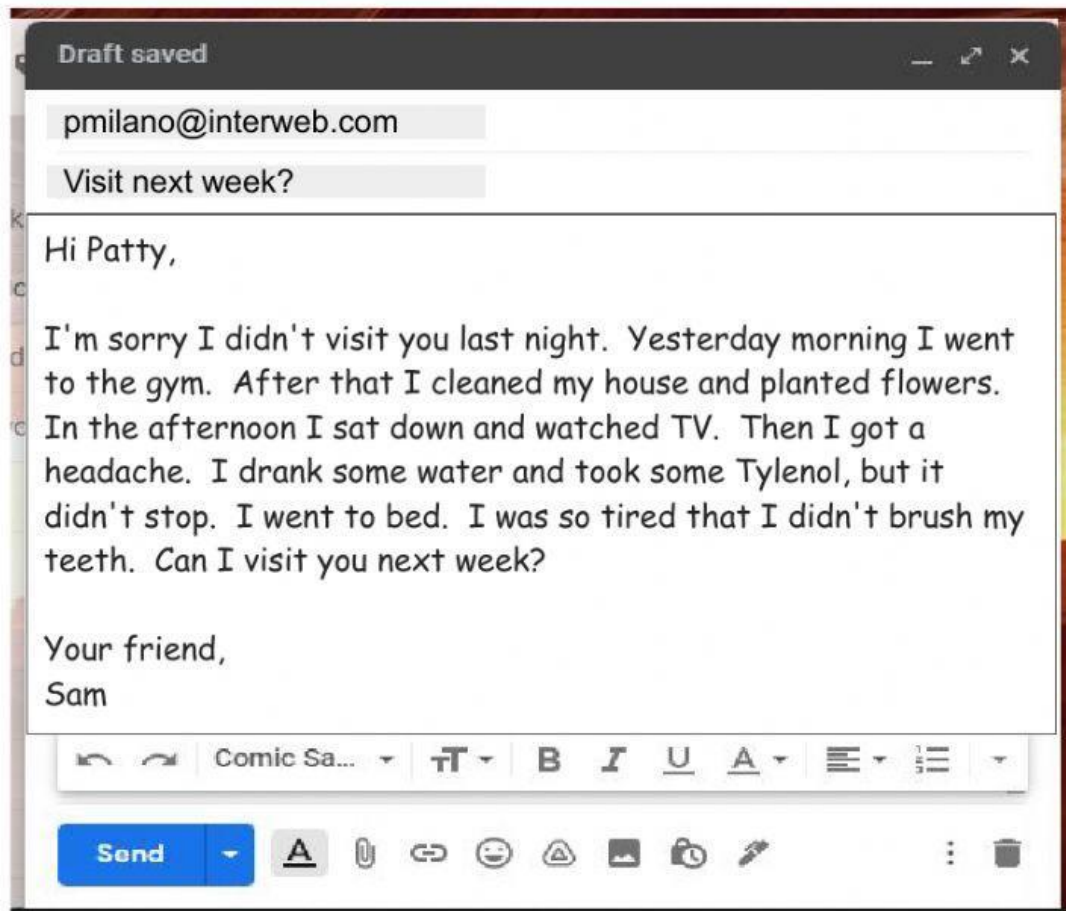 Draft saved
pmilano@interweb.com
Visit next week?
Hi Patty,
I'm sorry I didn't visit you last night.  Yesterday morning I went
to the gym.  After that I cleaned my house and planted flowers.
In the afternoon I sat down and watched TV.  Then I got a
headache.  I drank some water and took some Tylenol, but it
didn't stop.  I went to bed.  I was so tired that I didn't brush my
teeth.  Can I visit you next week?
Your friend,
Sam
Comic Sa...
Send